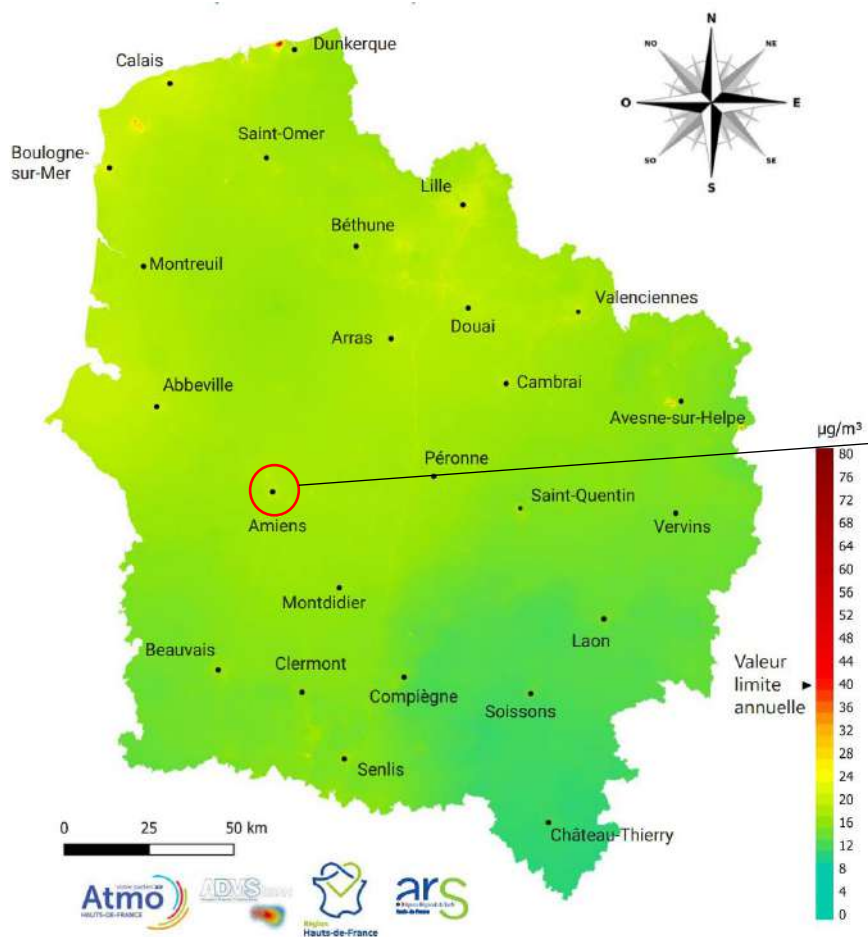 N
NO
NE
Dunkerque
Calais
O
E
Saint-Omer
Boulogne-
sur-Mer
SO
SE
S
Lille
Béthune
Montreuil
Valenciennes
Douai
Arras
Abbeville
Cambrai
Avesne-sur-Helpe
µg/m³
Péronne
Saint-Quentin
Amiens
Vervins
Montdidier
Laon
Beauvais
Clermont
Compiègne
Soissons
Valeur
limite
annuelle
Senlis
Château-Thierry
80
76
72
68
64
60
56
52
48
44
40
36
32
28
24
20
16
12
8
4
0
0 25 50 km
Atmo
HAUTS-DE-FRANCE
Région
Hauts-de-France
ars